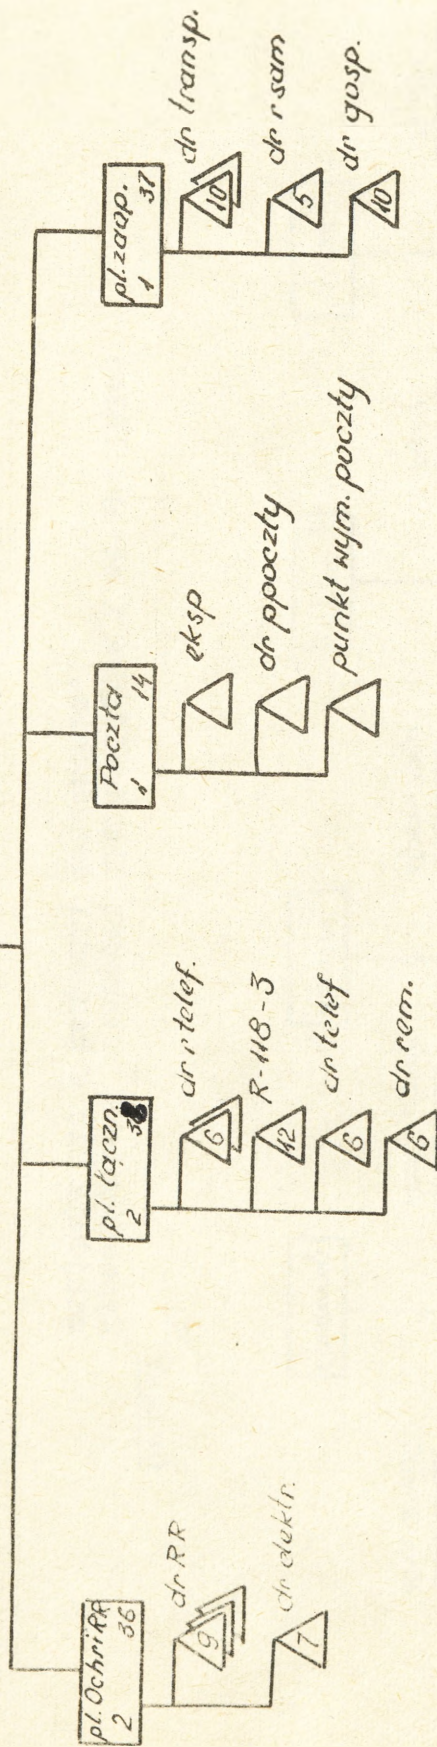 pl. Ochr i RR
2 36
dr RR
9
dr elektr.
7
pl. łączn.
2
dr r telef.
6
R-118-3
12
dr telef
6
dr rem.
6
Poczta
1 14
eksp
dr ppoczty
punkt wym. poczty
pl. zaop.
1 37
dr transp.
10
dr r sam
5
dr gosp.
10